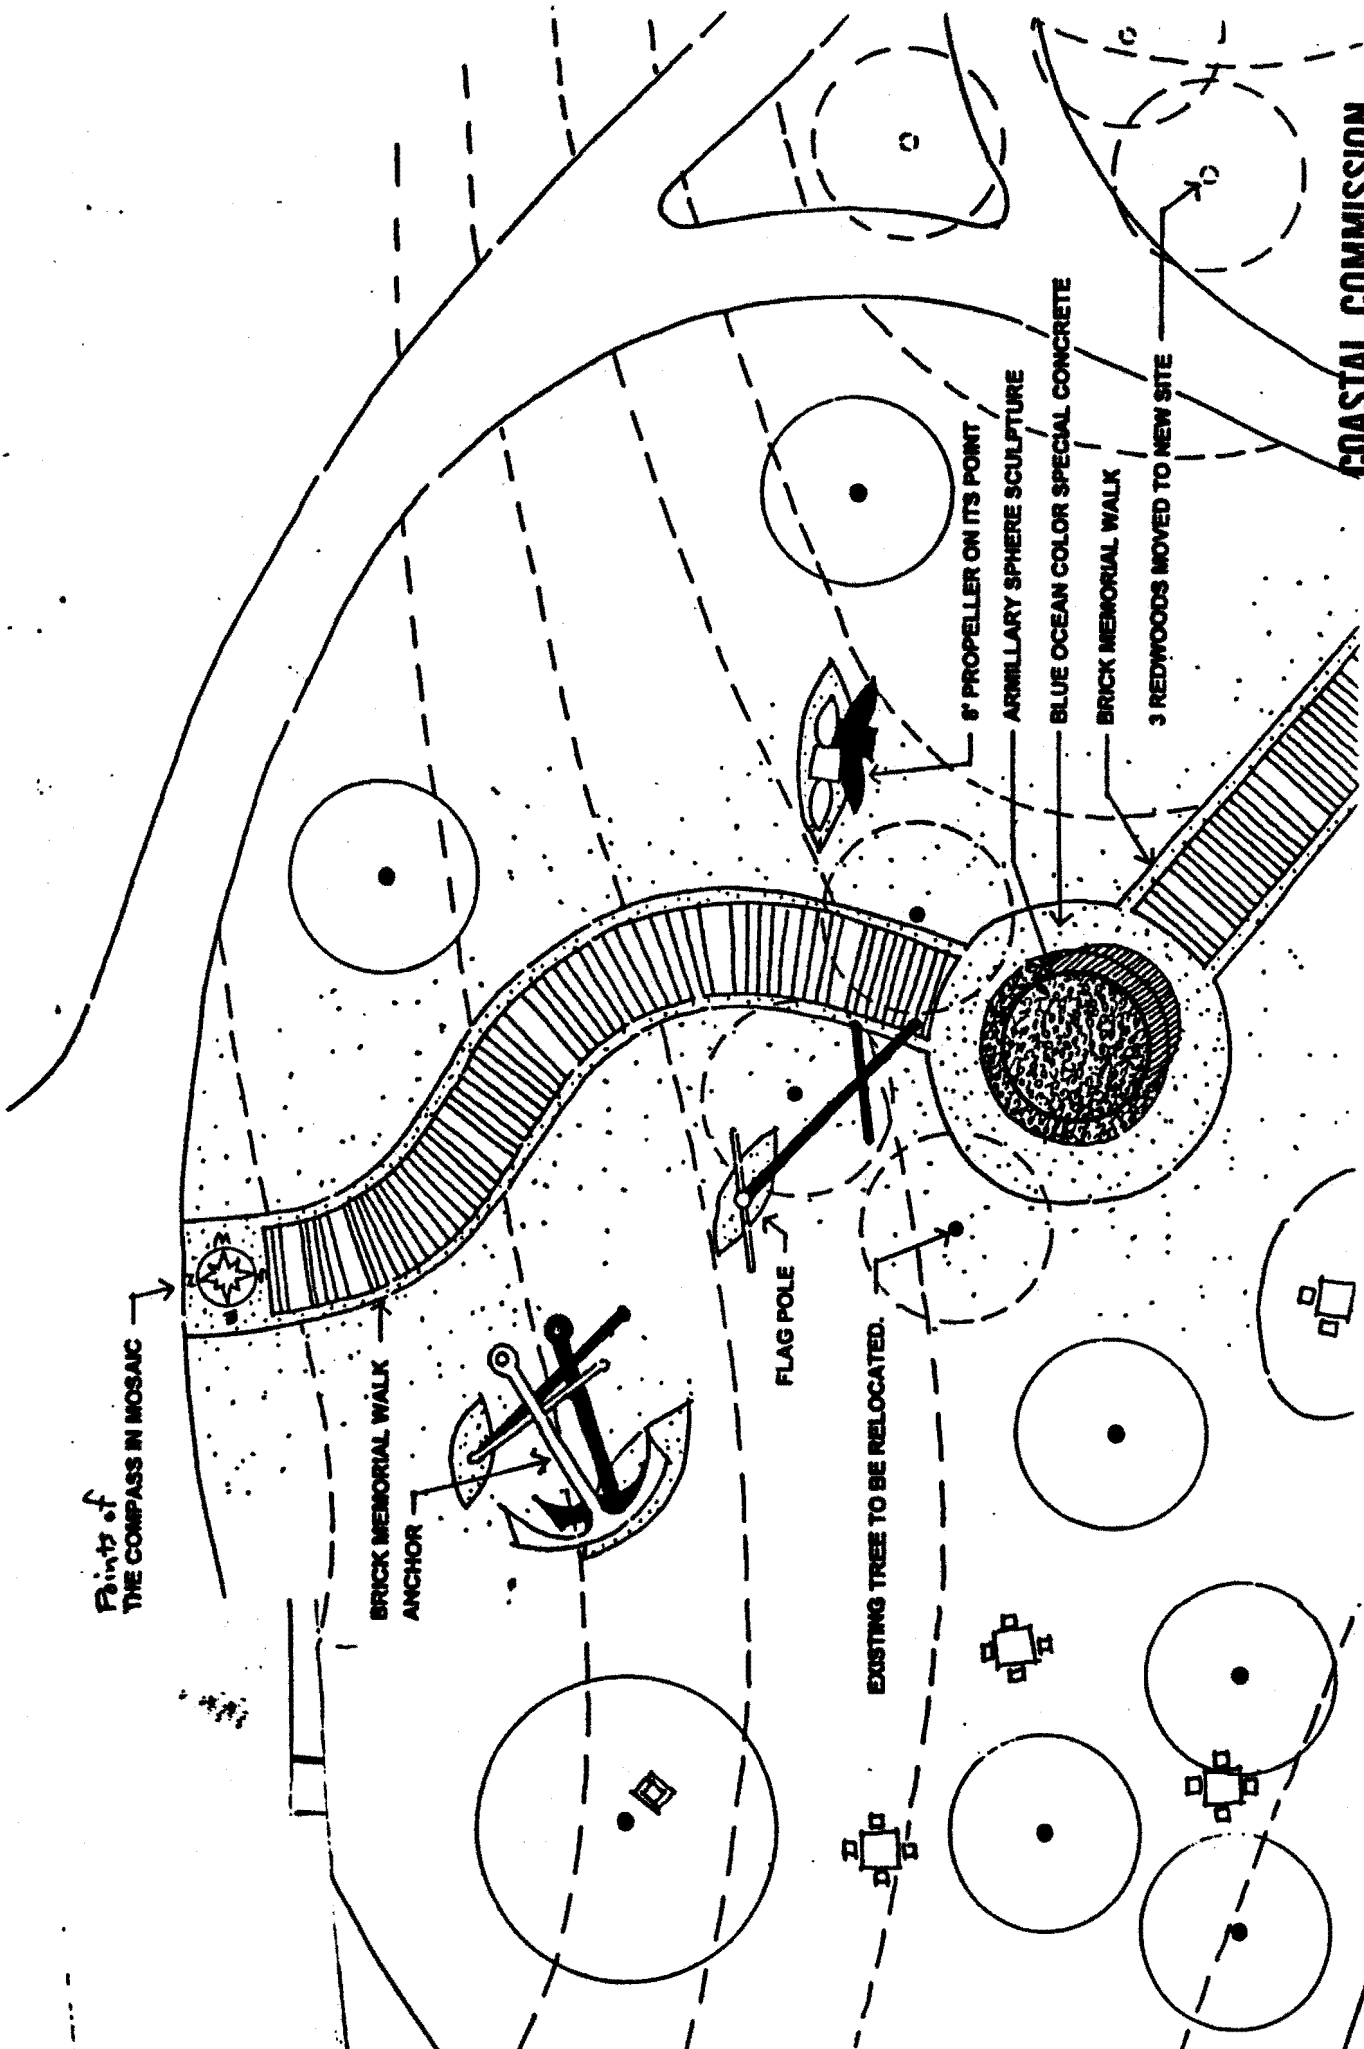 Points of
THE COMPASS IN MOSAIC
BRICK MEMORIAL WALK
ANCHOR
FLAG POLE
EXISTING TREE TO BE RELOCATED.
8' PROPELLER ON ITS POINT
ARMILLARY SPHERE SCULPTURE
BLUE OCEAN COLOR SPECIAL CONCRETE
BRICK MEMORIAL WALK
3 REDWOODS MOVED TO NEW SITE
COASTAL COMMISSION